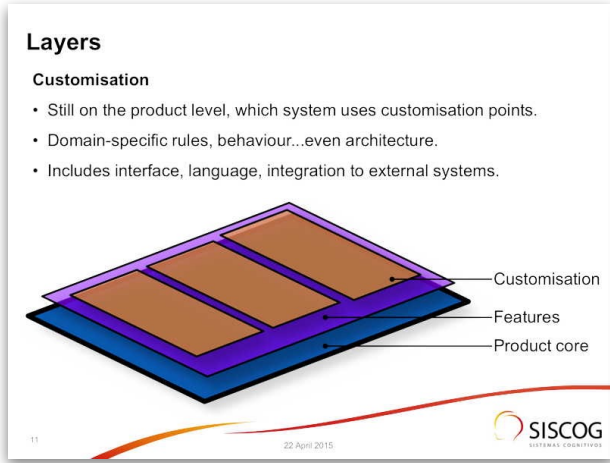 Layers
Customisation
• Still on the product level, which system uses customisation points.
• Domain-specific rules, behaviour...even architecture.
• Includes interface, language, integration to external systems.
Customisation
Features
Product core
11
22 April 2015
SISCOG
SISTEMAS COGNITIVOS